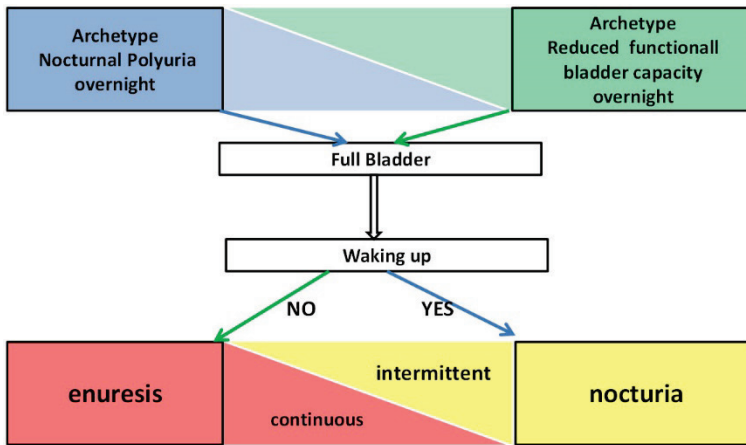 Archetype
Nocturnal Polyuria
overnight
Archetype
Reduced functionall
bladder capacity
overnight
Full Bladder
Waking up
NO
YES
enuresis
intermittent
continuous
nocturia